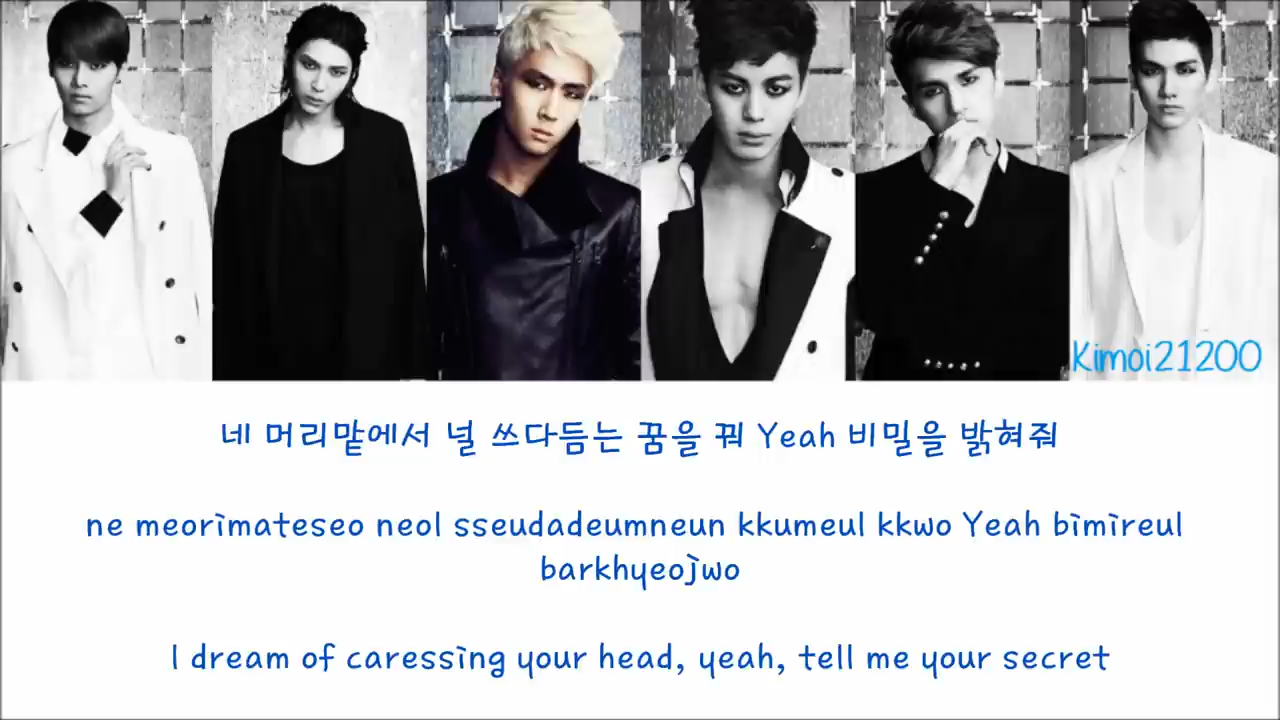 Kimoi21200
네 머리맡에서 널 쓰다듬는 꿈을 꿔 Yeah 비밀을 밝혀줘
ne meorimateseo neol sseudadeumneun kkumeul kkwo Yeah bimireul
barkhyeojwo
I dream of caressing your head, yeah, tell me your secret